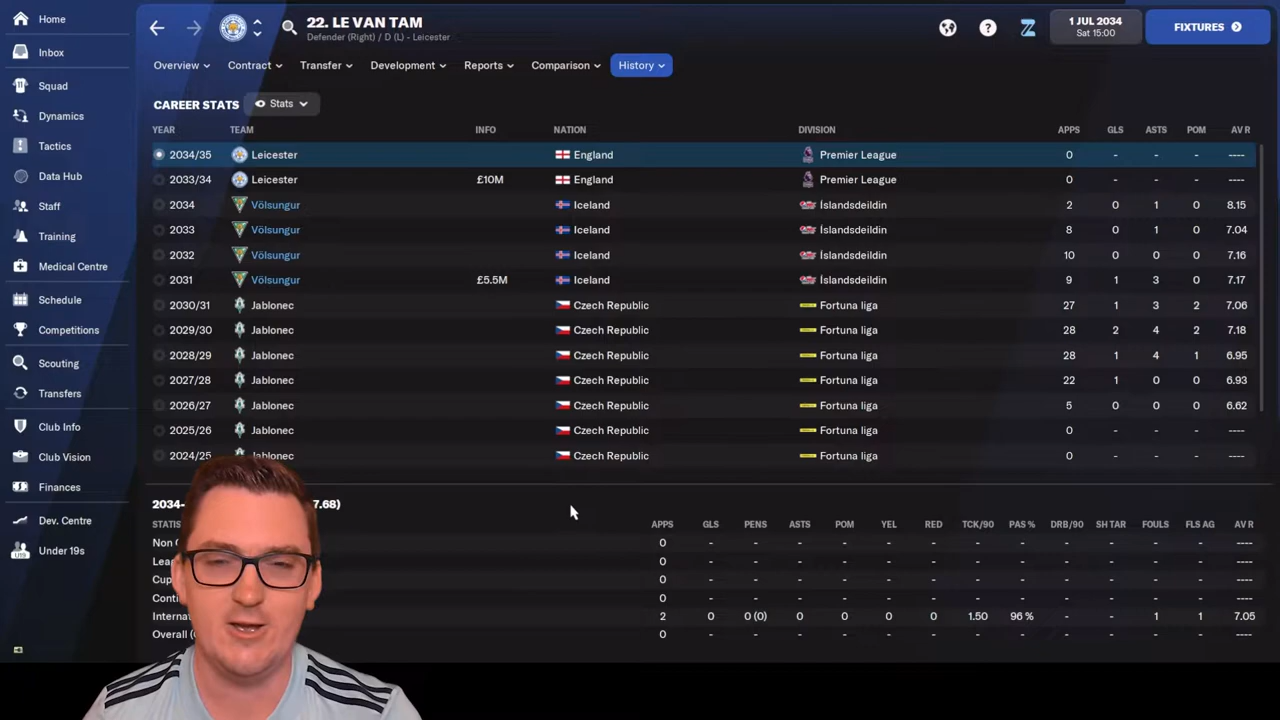 Home
Inbox
Squad
Dynamics
Tactics
Data Hub
Staff
Training
Medical Centre
Schedule
Competitions
Scouting
Transfers
Club Info
Club Vision
Finances
Dev. Centre
Under 19s
U19
22. LE VAN TAM
Defender (Right) / D (L) - Leicester
1 JUL 2034
Sat 15:00
FIXTURES
Overview Contract Transfer Development Reports Comparison History
CAREER STATS Stats
YEAR TEAM INFO NATION DIVISION APPS GLS ASTS POM AV R
2034/35 Leicester England Premier League 0 - - - ----
2033/34 Leicester £10M England Premier League 0 - - - ----
2034 Völsungur Iceland Íslandsdeildin 2 0 1 0 8.15
2033 Völsungur Iceland Íslandsdeildin 8 0 1 0 7.04
2032 Völsungur Iceland Íslandsdeildin 10 0 0 0 7.16
2031 Völsungur £5.5M Iceland Íslandsdeildin 9 1 3 0 7.17
2030/31 Jablonec Czech Republic Fortuna liga 27 1 3 2 7.06
2029/30 Jablonec Czech Republic Fortuna liga 28 2 4 2 7.18
2028/29 Jablonec Czech Republic Fortuna liga 28 1 4 1 6.95
2027/28 Jablonec Czech Republic Fortuna liga 22 1 0 0 6.93
2026/27 Jablonec Czech Republic Fortuna liga 5 0 0 0 6.62
2025/26 Jablonec Czech Republic Fortuna liga 0 - - - ----
2024/25 Jablonec Czech Republic Fortuna liga 0 - - - ----
2034- 7.68)
STATIS APPS GLS PENS ASTS POM YEL RED TCK/90 PAS % DRB/90 SH TAR FOULS FLS AG AV R
Non 0 - - - - - - - - - - - - ----
Lea 0 - - - - - - - - - - - - ----
Cup 0 - - - - - - - - - - - - ----
Conti 0 - - - - - - - - - - - - ----
Internat 2 0 0 (0) 0 0 0 0 1.50 96 % - - 1 1 7.05
Overall ( 0 - - - - - - - - - - - - ----